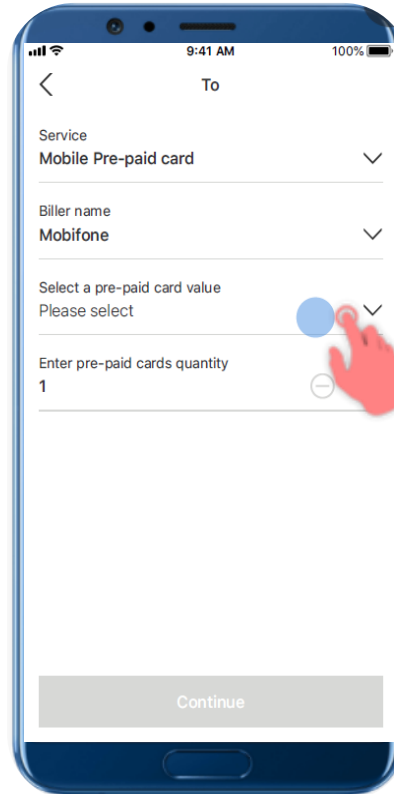 9:41 AM
100%
To
Service
Mobile Pre-paid card
Biller name
Mobifone
Select a pre-paid card value
Please select
Enter pre-paid cards quantity
1
Continue